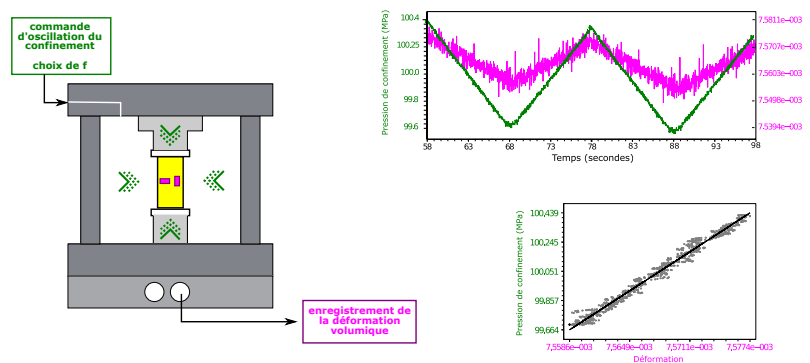 commande
d'oscillation du
confinement
choix de f
enregistrement de
la déformation
volumique
Pression de confinement (MPa)
100.4
100.25
100.0
99.8
99.6
7,5811e−003
7,5707e−003
7,5603e−003
7,5498e−003
7,5394e−003
58 68 73 78 83 88 93 98
Temps (secondes)
Pression de confinement (MPa)
100,439
100,245
100,051
99,857
99,664
7,5586e−003 7,5649e−003 7,5711e−003 7,5774e−003
Déformation